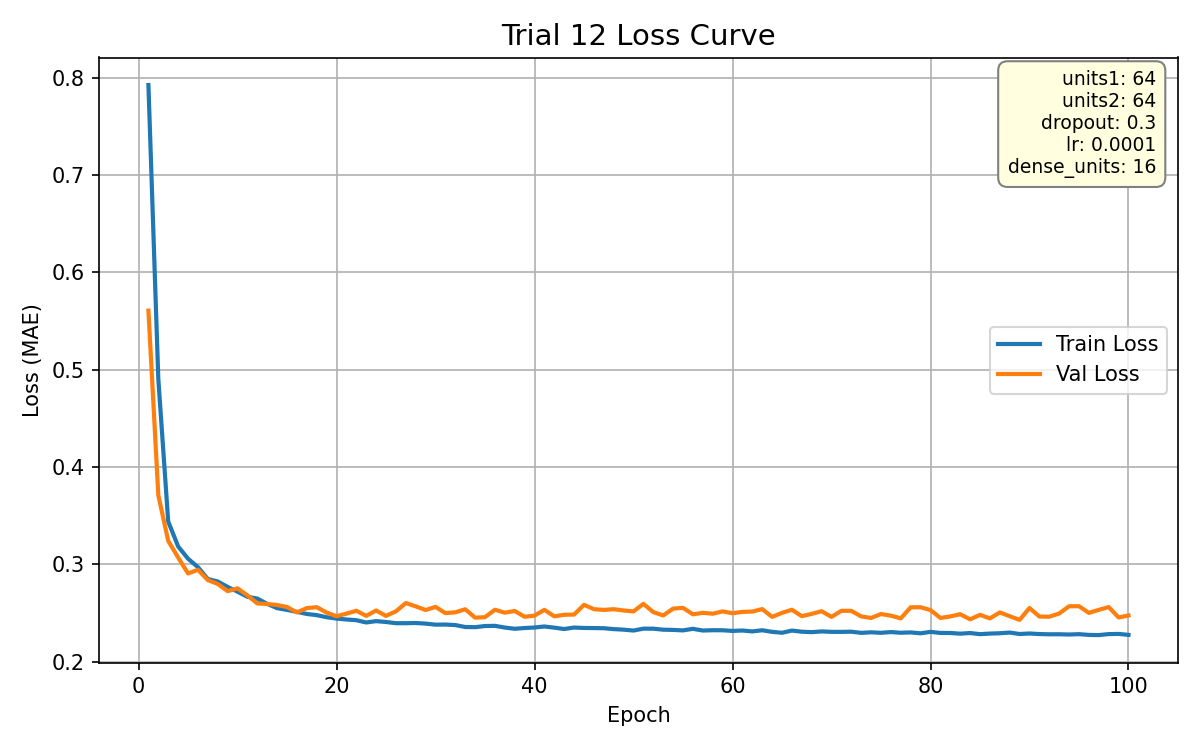 Trial 12 Loss Curve
units1: 64
units2: 64
dropout: 0.3
lr: 0.0001
dense_units: 16
Train Loss
Val Loss
Loss (MAE)
0.8
0.7
0.6
0.5
0.4
0.3
0.2
0 20 40 60 80 100
Epoch